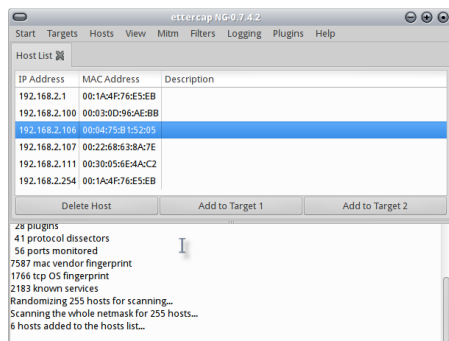 ettercap NG-0.7.4.2
Start Targets Hosts View Mitm Filters Logging Plugins Help
Host List
IP Address MAC Address Description
192.168.2.1 00:1A:4F:76:E5:EB
192.168.2.100 00:03:0D:96:AE:BB
192.168.2.106 00:04:75:B1:52:05
192.168.2.107 00:22:68:63:8A:7E
192.168.2.111 00:30:05:6E:4A:C2
192.168.2.254 00:1A:4F:76:E5:EB
Delete Host Add to Target 1 Add to Target 2
28 plugins
41 protocol dissectors
56 ports monitored
7587 mac vendor fingerprint
1766 tcp OS fingerprint
2183 known services
Randomizing 255 hosts for scanning...
Scanning the whole netmask for 255 hosts...
6 hosts added to the hosts list...